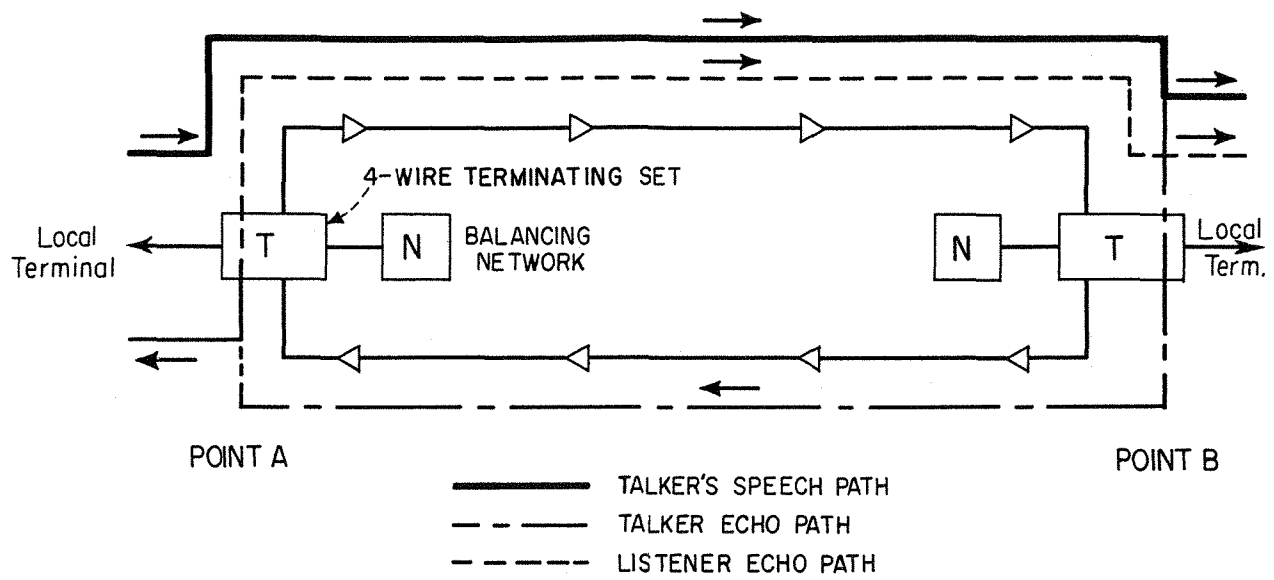 4-WIRE TERMINATING SET
Local
Terminal
T
N
BALANCING
NETWORK
N
T
Local
Term.
POINT A
POINT B
TALKER'S SPEECH PATH
TALKER ECHO PATH
LISTENER ECHO PATH